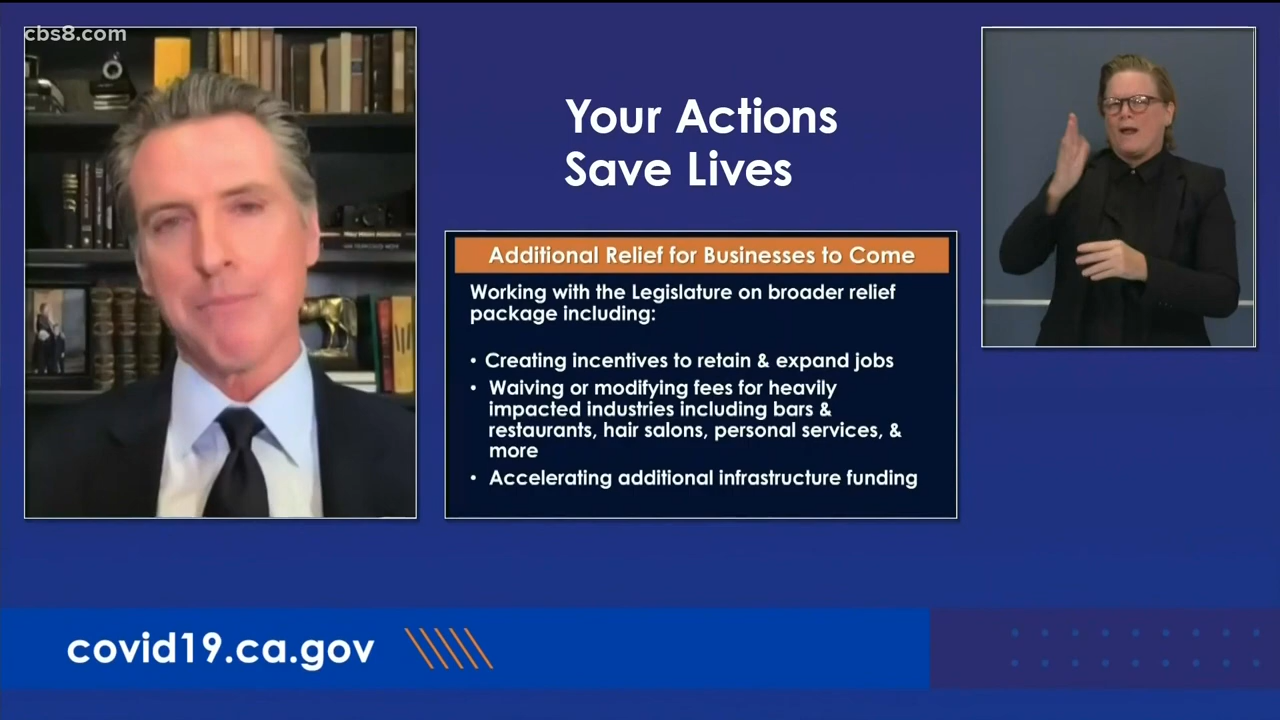 cbs8.com
Your Actions
Save Lives
Additional Relief for Businesses to Come
Working with the Legislature on broader relief
package including:
• Creating incentives to retain & expand jobs
• Waiving or modifying fees for heavily
impacted industries including bars &
restaurants, hair salons, personal services, &
more
• Accelerating additional infrastructure funding
covid19.ca.gov